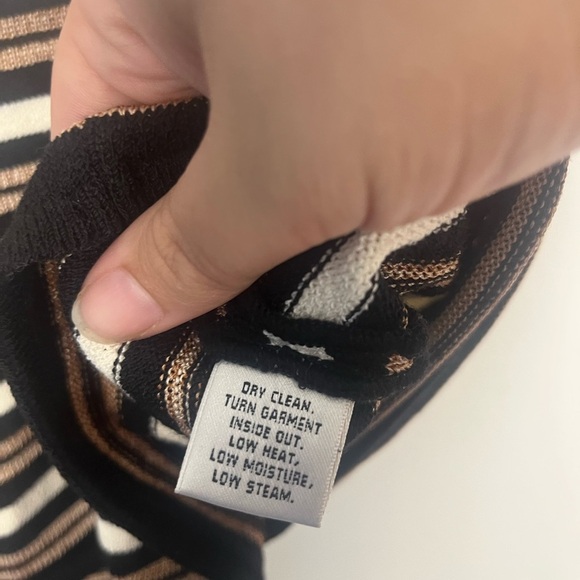 DRY CLEAN.
TURN GARMENT
INSIDE OUT.
LOW HEAT,
LOW MOISTURE,
LOW STEAM.